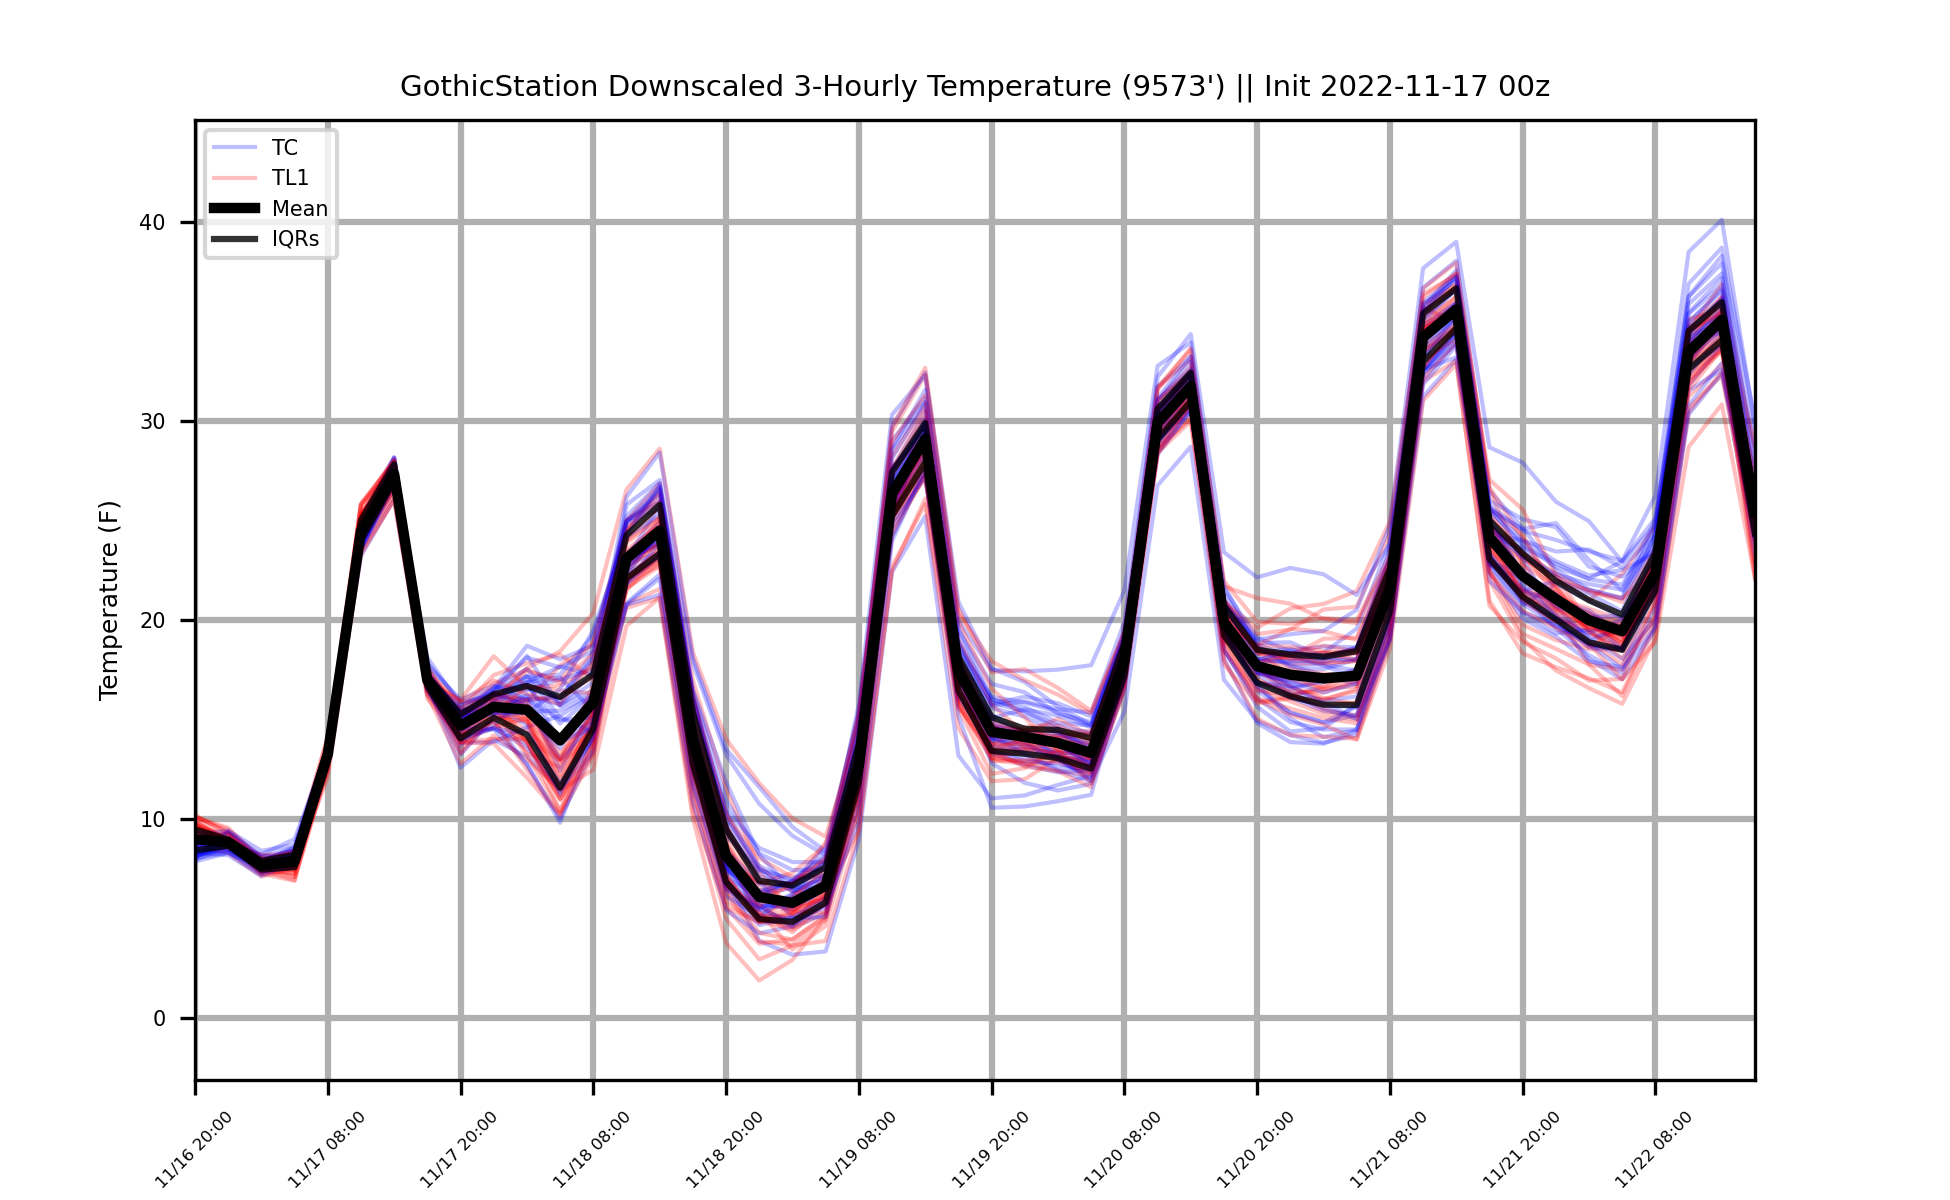 GothicStation Downscaled 3-Hourly Temperature (9573') || Init 2022-11-17 00z
TC
TL1
Mean
IQRs
Temperature (F)
40
30
20
10
0
11/16 20:00
11/17 08:00
11/17 20:00
11/18 08:00
11/18 20:00
11/19 08:00
11/19 20:00
11/20 08:00
11/20 20:00
11/21 08:00
11/21 20:00
11/22 08:00